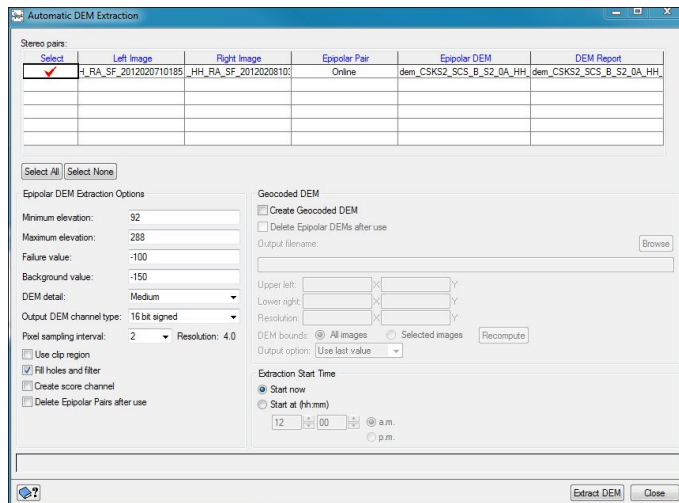 Automatic DEM Extraction
Stereo pairs:
Select Left Image Right Image Epipolar Pair Epipolar DEM DEM Report
H_RA_SF_2012020710185 _HH_RA_SF_20120208103 Online dem_CSKS2_SCS_B_S2_0A_HH_ dem_CSKS2_SCS_B_S2_0A_HH_
Select All Select None
Epipolar DEM Extraction Options
Minimum elevation: 92
Maximum elevation: 288
Failure value: -100
Background value: -150
DEM detail: Medium
Output DEM channel type: 16 bit signed
Pixel sampling interval: 2 Resolution: 4.0
Use clip region
Fill holes and filter
Create score channel
Delete Epipolar Pairs after use
Geocoded DEM
Create Geocoded DEM
Delete Epipolar DEMs after use
Output filename: Browse
Upper left: X Y
Lower right: X Y
Resolution: X Y
DEM bounds: All images Selected images Recompute
Output option: Use last value
Extraction Start Time
Start now
Start at (hh:mm)
12 00 a.m.
p.m.
? Extract DEM Close